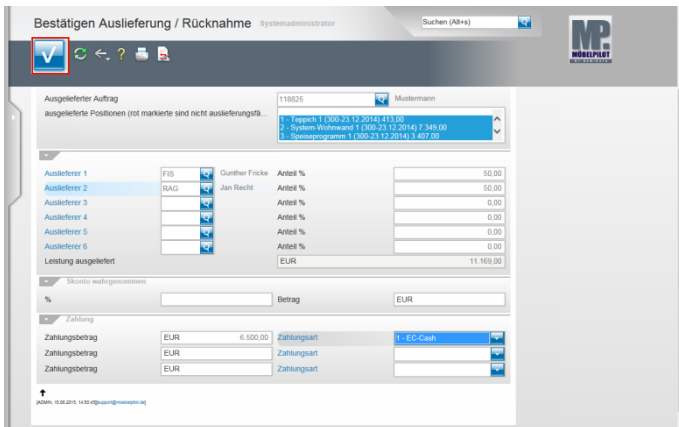 Bestätigen Auslieferung / Rücknahme Systemadministrator Suchen (Alt+s)
MP
MÖBELPILOT
Ausgelieferter Auftrag 118825 Mustermann
ausgelieferte Positionen (rot markierte sind nicht auslieferungsfä...
1 - Teppich 1 (300-23.12.2014) 413,00
2 - System-Wohnwand 1 (300-23.12.2014) 7.349,00
3 - Speiseprogramm 1 (300-23.12.2014) 3.407,00
Auslieferer 1 FIS Gunther Fricke Anteil % 50,00
Auslieferer 2 RAG Jan Recht Anteil % 50,00
Auslieferer 3 Anteil % 0,00
Auslieferer 4 Anteil % 0,00
Auslieferer 5 Anteil % 0,00
Auslieferer 6 Anteil % 0,00
Leistung ausgeliefert EUR 11.169,00
Skonto wahrgenommen
% Betrag EUR
Zahlung
Zahlungsbetrag EUR 6.500,00 Zahlungsart 1 - EC-Cash
Zahlungsbetrag EUR Zahlungsart
Zahlungsbetrag EUR Zahlungsart